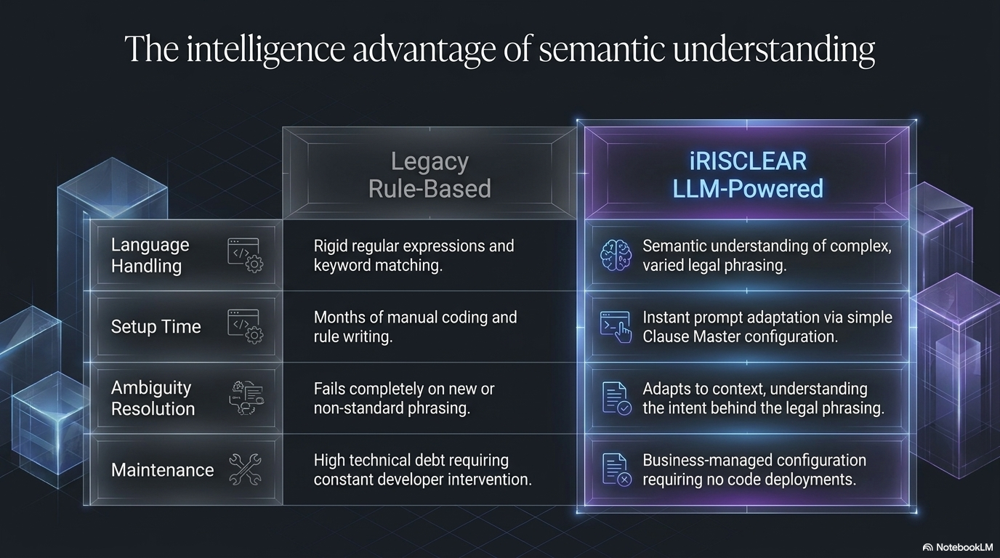 The intelligence advantage of semantic understanding
Legacy
Rule-Based
iRISCLEAR
LLM-Powered
Language
Handling
Rigid regular expressions and
keyword matching.
Semantic understanding of complex,
varied legal phrasing.
Setup Time
Months of manual coding and
rule writing.
Instant prompt adaptation via simple
Clause Master configuration.
Ambiguity
Resolution
Fails completely on new or
non-standard phrasing.
Adapts to context, understanding
the intent behind the legal phrasing.
Maintenance
High technical debt requiring
constant developer intervention.
Business-managed configuration
requiring no code deployments.
NotebookLM